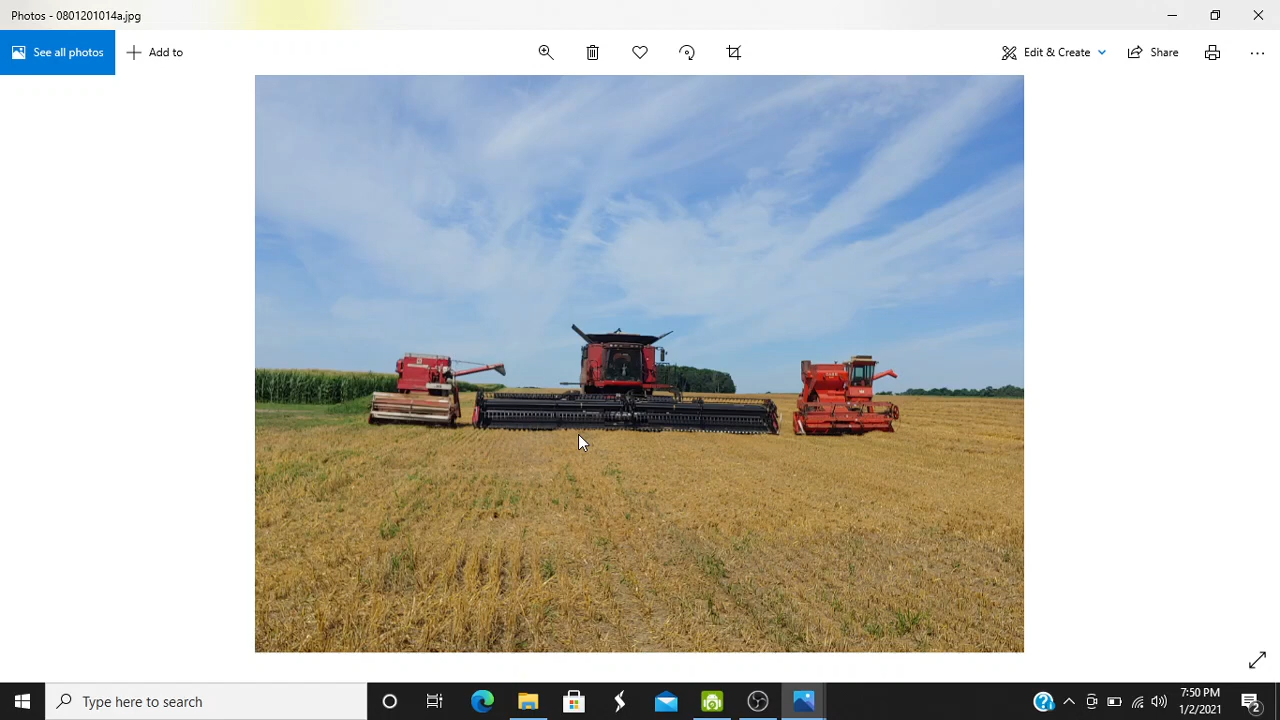 Photos - 0801201014a.jpg
See all photos
Add to
Edit & Create
Share
Type here to search
7:50 PM
1/2/2021
2